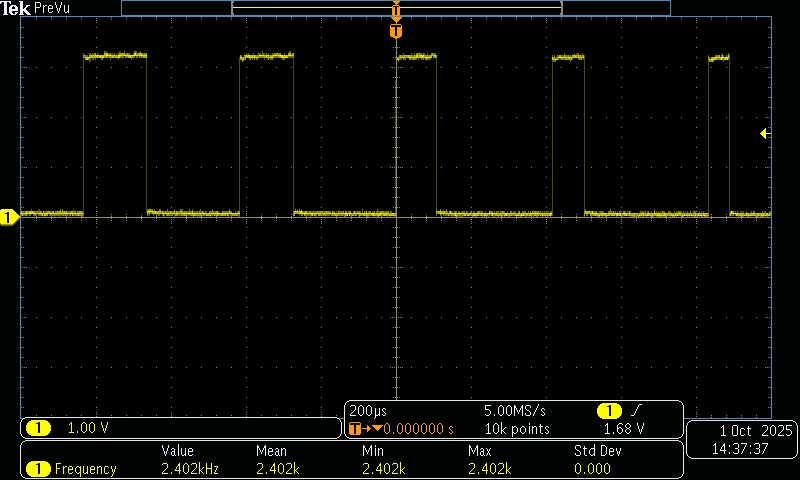 Tek PreVu
T
T
1
1 1.00 V
200µs 5.00MS/s 1
T→▼0.000000 s 10k points 1.68 V
1 Oct 2025
14:37:37
Value Mean Min Max Std Dev
1 Frequency 2.402kHz 2.402k 2.402k 2.402k 0.000